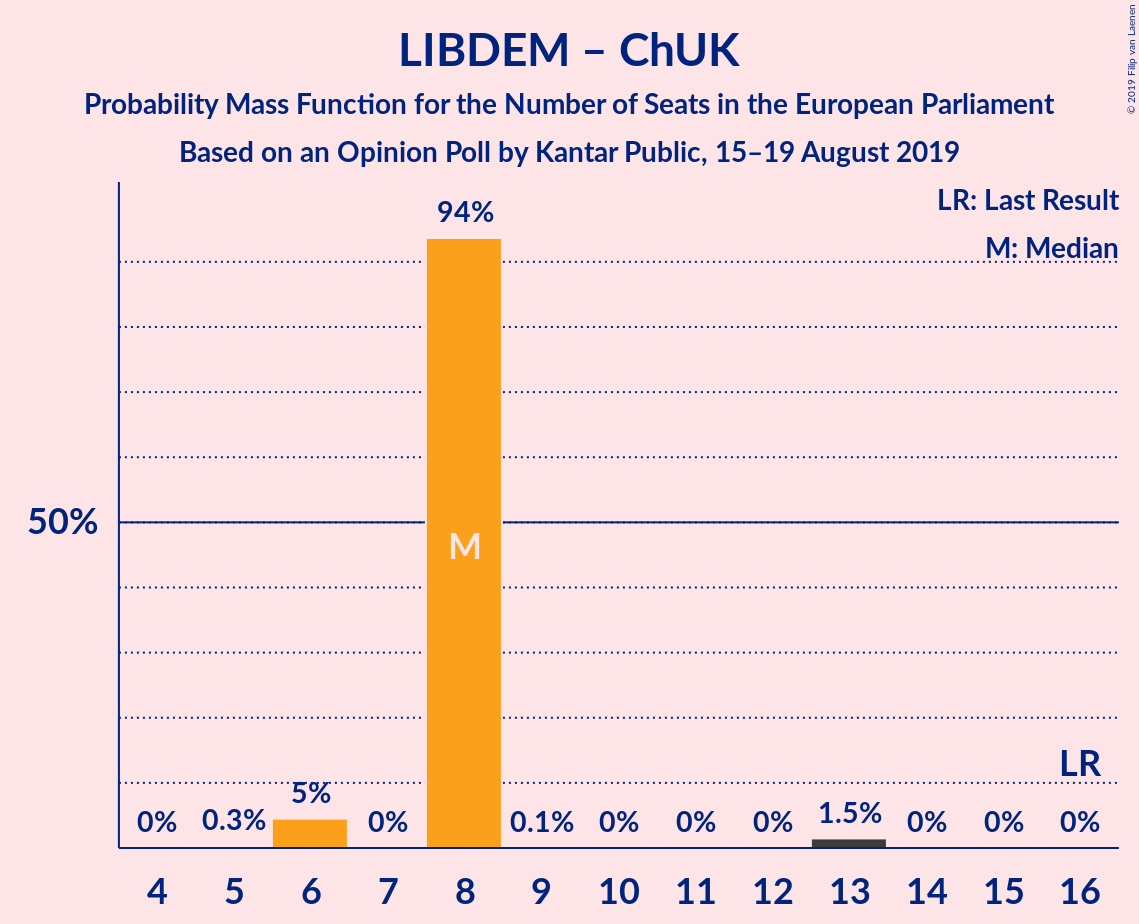 LIBDEM – ChUK
Probability Mass Function for the Number of Seats in the European Parliament
Based on an Opinion Poll by Kantar Public, 15–19 August 2019
© 2019 Filip van Laenen
LR: Last Result
M: Median
94%
50%
M
LR
0% 0.3% 5% 0% 0.1% 0% 0% 0% 1.5% 0% 0% 0%
4 5 6 7 8 9 10 11 12 13 14 15 16